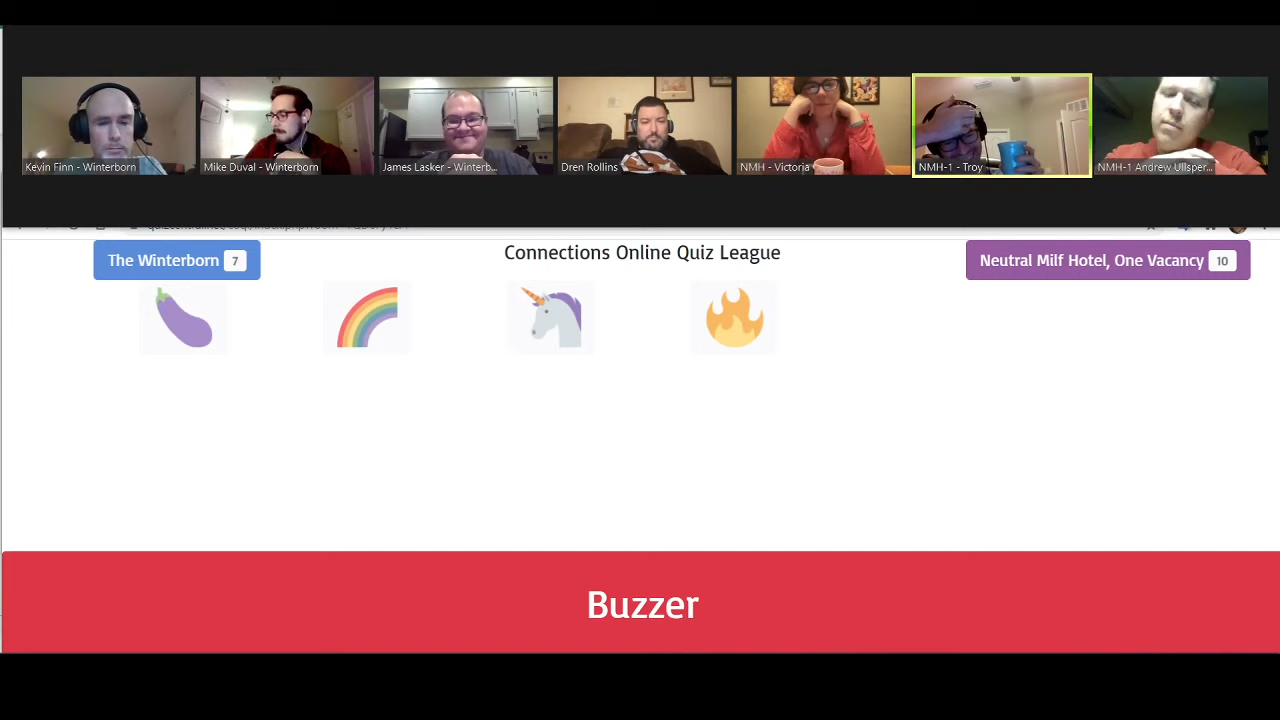 Kevin Finn - Winterborn
Mike Duval - Winterborn
James Lasker - Winterb...
Dren Rollins
NMH - Victoria
NMH-1 - Troy
NMH-1 Andrew Ullsper...
The Winterborn 7
Connections Online Quiz League
Neutral Milf Hotel, One Vacancy 10
Buzzer